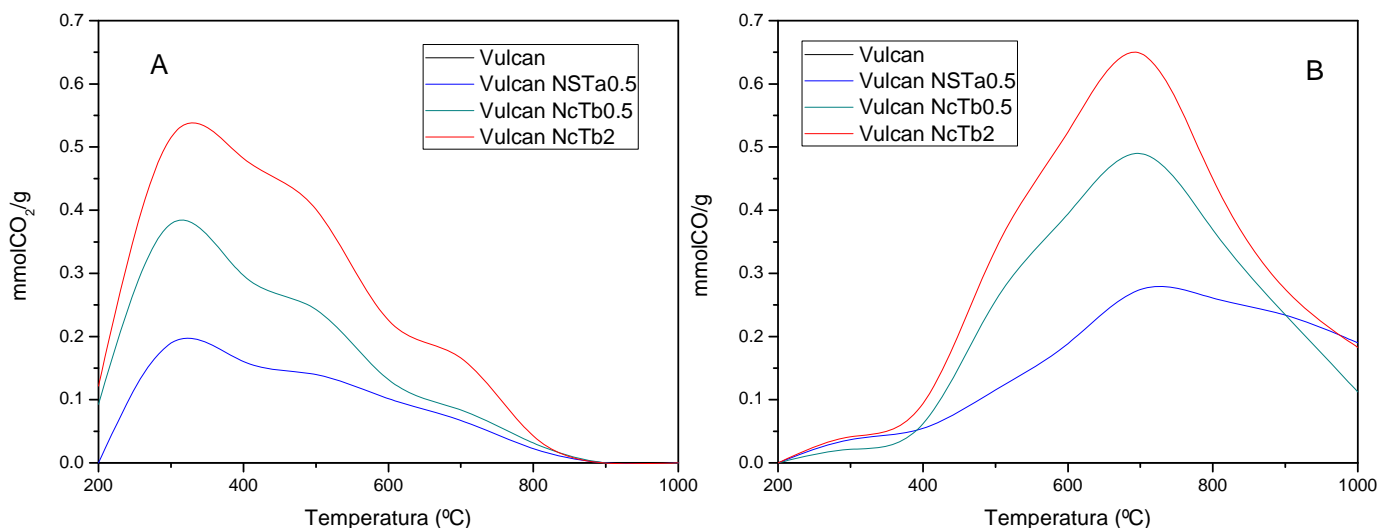 A
Vulcan
Vulcan NSTa0.5
Vulcan NcTb0.5
Vulcan NcTb2
mmolCO₂/g
0.7
0.6
0.5
0.4
0.3
0.2
0.1
0.0
200
400
600
800
1000
Temperatura (ºC)
B
Vulcan
Vulcan NSTa0.5
Vulcan NcTb0.5
Vulcan NcTb2
mmolCO/g
0.7
0.6
0.5
0.4
0.3
0.2
0.1
0.0
200
400
600
800
1000
Temperatura (ºC)